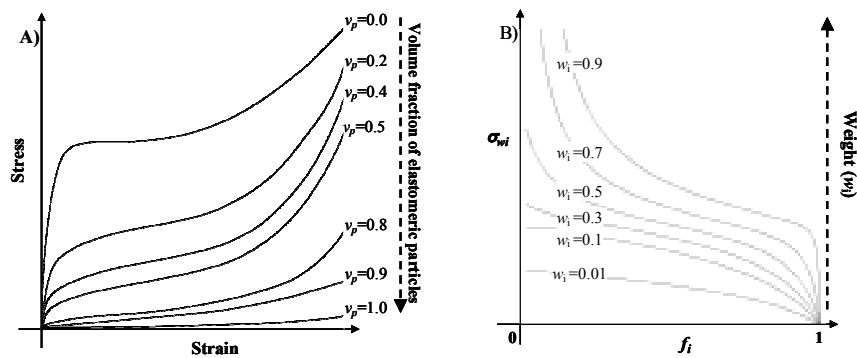 A)
Stress
Strain
vp=0.0
vp=0.2
vp=0.4
vp=0.5
vp=0.8
vp=0.9
vp=1.0
Volume fraction of elastomeric particles
B)
σwi
wi=0.9
wi=0.7
wi=0.5
wi=0.3
wi=0.1
wi=0.01
0
fi
1
Weight (wi)